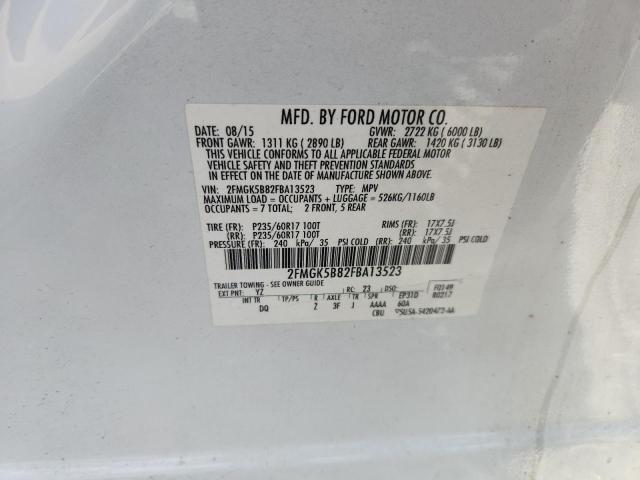 MFD. BY FORD MOTOR CO.
DATE: 08/15 GVWR: 2722 KG ( 6000 LB)
FRONT GAWR: 1311 KG ( 2890 LB) REAR GAWR: 1420 KG ( 3130 LB)
THIS VEHICLE CONFORMS TO ALL APPLICABLE FEDERAL MOTOR
VEHICLE SAFETY AND THEFT PREVENTION STANDARDS IN
EFFECT ON THE DATE OF MANUFACTURE SHOWN ABOVE.
VIN: 2FMGK5B82FBA13523 TYPE: MPV
MAXIMUM LOAD = OCCUPANTS + LUGGAGE = 526KG/1160LB
OCCUPANTS = 7 TOTAL; 2 FRONT, 5 REAR
TIRE (FR): P235/60R17 100T RIMS (FR): 17X7.5J
(RR): P235/60R17 100T (RR): 17X7.5J
PRESSURE (FR): 240 kPa/ 35 PSI COLD (RR): 240 kPa/ 35 PSI COLD
2FMGK5B82FBA13523
TRAILER TOWING - SEE OWNER GUIDE
EXT PNT: YZ RC: 23 DSO: F0149
INT TR TP/PS R AXLE TR SPR EP31D R0217
DQ Z 3F J AAAA 60A
CBU